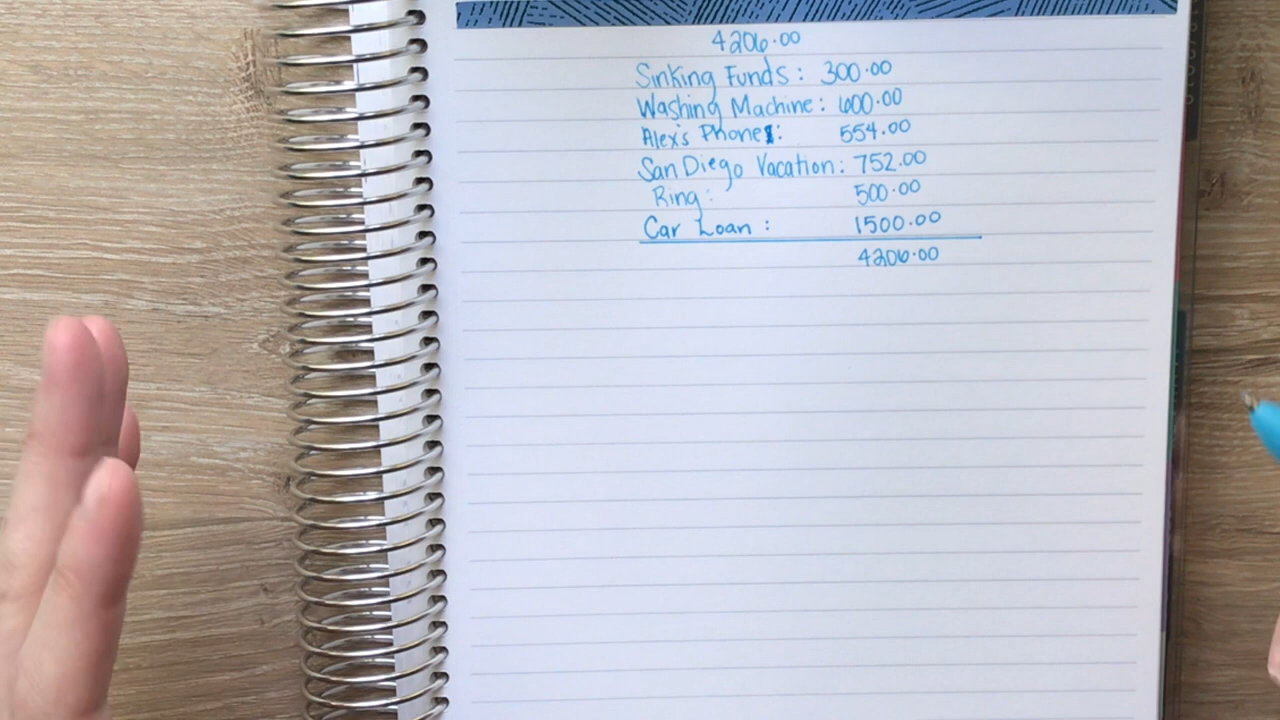 4206.00
Sinking Funds: 300.00
Washing Machine: 600.00
Alex's Phone: 554.00
San Diego Vacation: 752.00
Ring: 500.00
Car Loan: 1500.00
4206.00